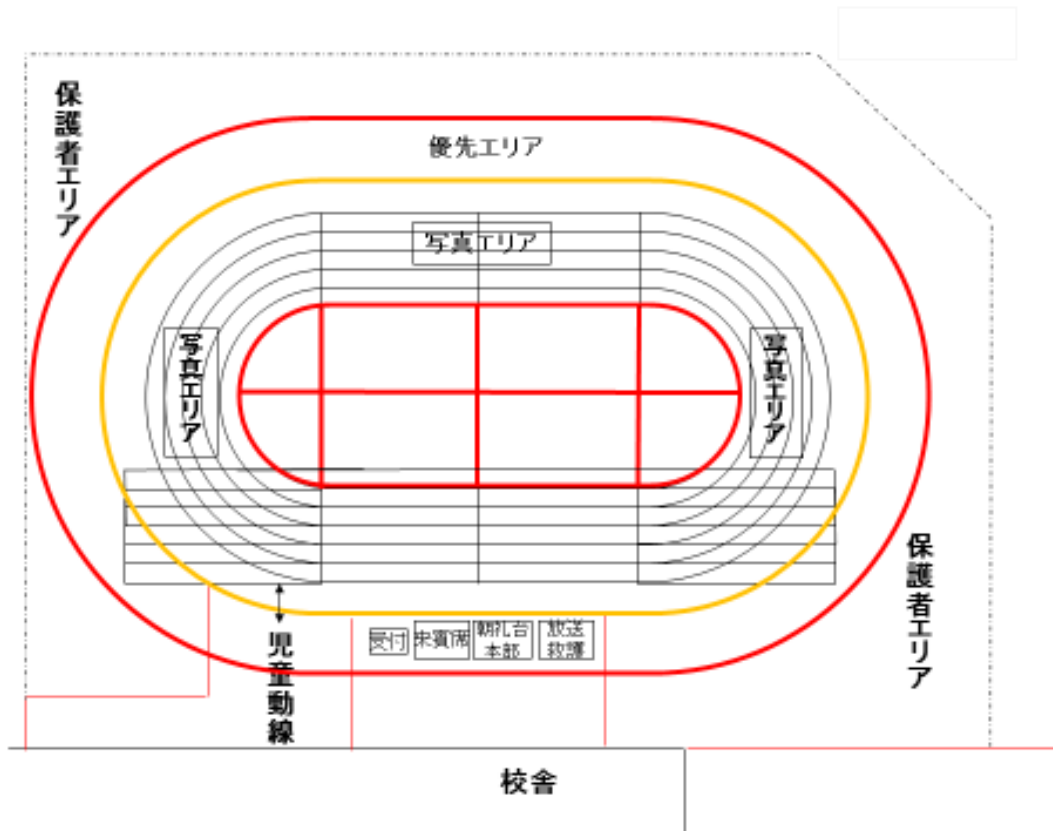 保護者エリア
優先エリア
写真エリア
写真エリア
写真エリア
保護者エリア
受付
来賓席
朝礼台
本部
放送
救護
児童動線
校舎